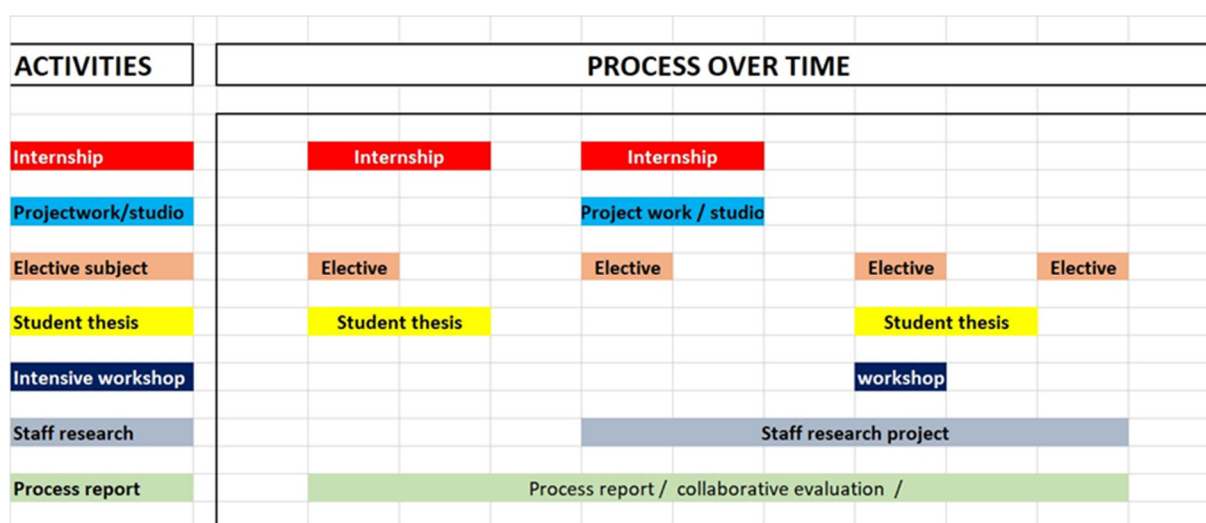 ACTIVITIES PROCESS OVER TIME
Internship Internship Internship
Projectwork/studio Project work / studio
Elective subject Elective Elective Elective Elective
Student thesis Student thesis Student thesis
Intensive workshop workshop
Staff research Staff research project
Process report Process report / collaborative evaluation /